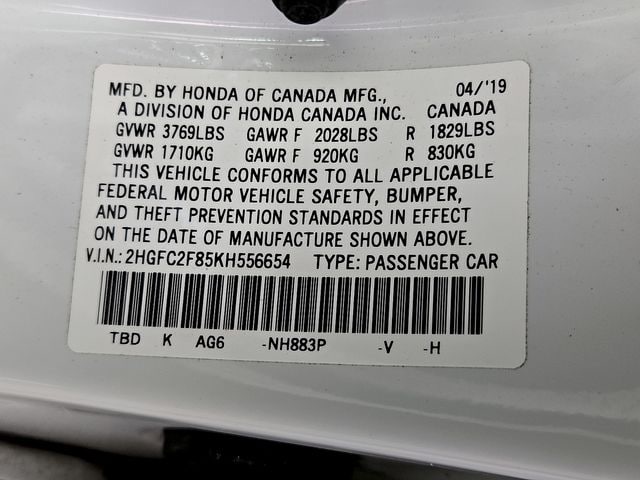 MFD. BY HONDA OF CANADA MFG., 04/'19
A DIVISION OF HONDA CANADA INC. CANADA
GVWR 3769LBS GAWR F 2028LBS R 1829LBS
GVWR 1710KG GAWR F 920KG R 830KG
THIS VEHICLE CONFORMS TO ALL APPLICABLE
FEDERAL MOTOR VEHICLE SAFETY, BUMPER,
AND THEFT PREVENTION STANDARDS IN EFFECT
ON THE DATE OF MANUFACTURE SHOWN ABOVE.
V.I.N.: 2HGFC2F85KH556654 TYPE: PASSENGER CAR
TBD K AG6 -NH883P -V -H